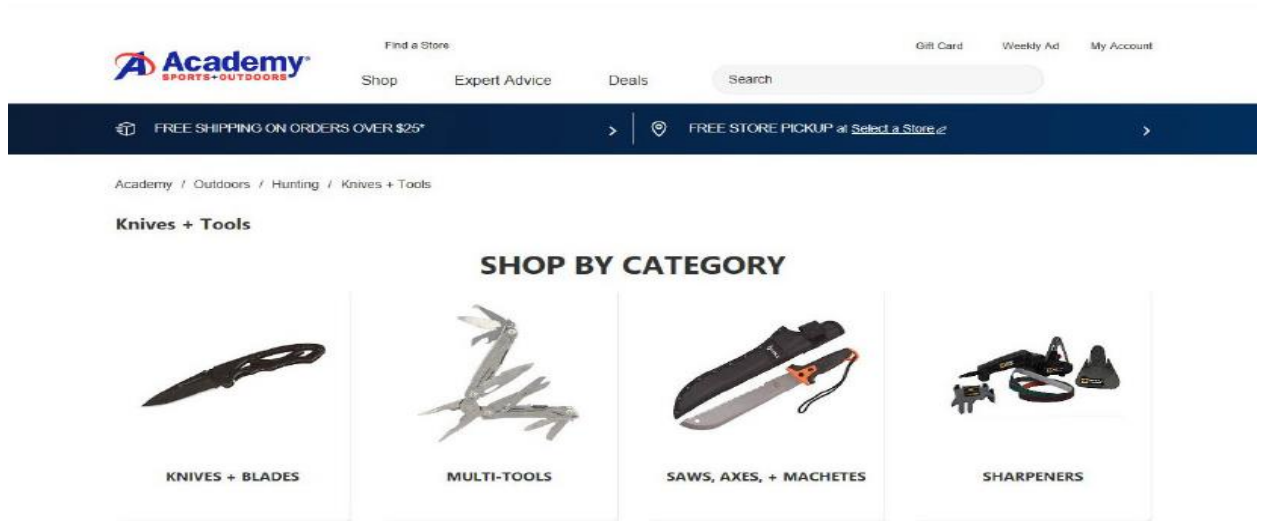 Find a Store
Gift Card Weekly Ad My Account
Academy
SPORTS+OUTDOORS
Shop Expert Advice Deals Search
FREE SHIPPING ON ORDERS OVER $25* > FREE STORE PICKUP at Select a Store >
Academy / Outdoors / Hunting / Knives + Tools
Knives + Tools
SHOP BY CATEGORY
KNIVES + BLADES MULTI-TOOLS SAWS, AXES, + MACHETES SHARPENERS